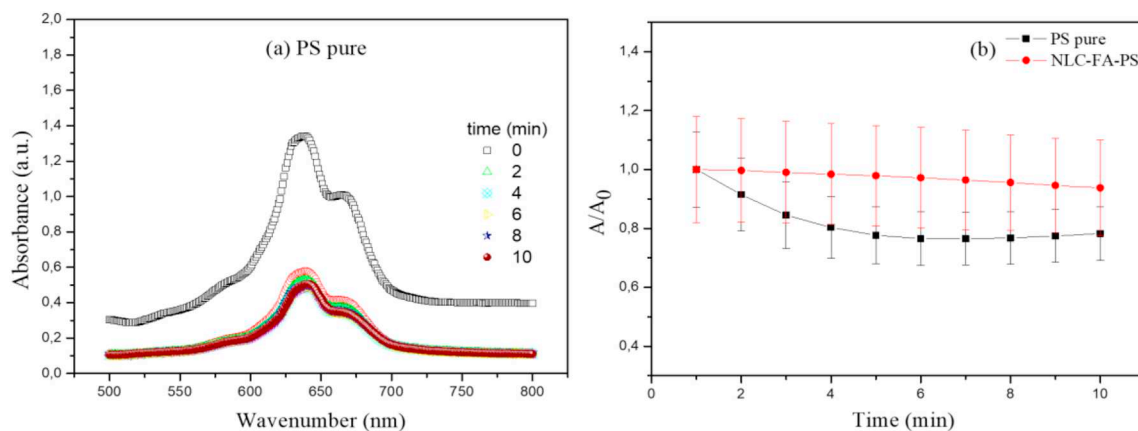 (a) PS pure
time (min)
0
2
4
6
8
10
Absorbance (a.u.)
2,0
1,8
1,6
1,4
1,2
1,0
0,8
0,6
0,4
0,2
0,0
500 550 600 650 700 750 800
Wavenumber (nm)
(b)
PS pure
NLC-FA-PS
A/A0
1,4
1,2
1,0
0,8
0,6
0,4
0 2 4 6 8 10
Time (min)